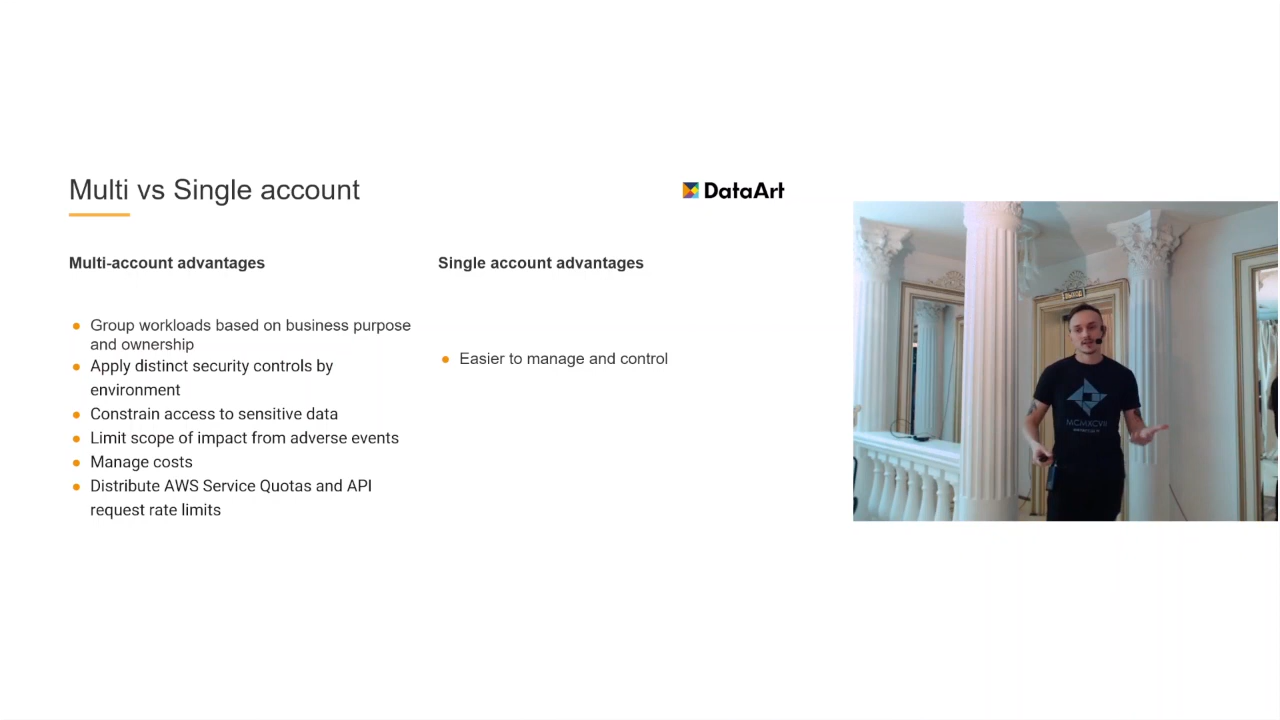 Multi vs Single account
DataArt
Multi-account advantages
Group workloads based on business purpose
and ownership
Apply distinct security controls by
environment
Constrain access to sensitive data
Limit scope of impact from adverse events
Manage costs
Distribute AWS Service Quotas and API
request rate limits
Single account advantages
Easier to manage and control